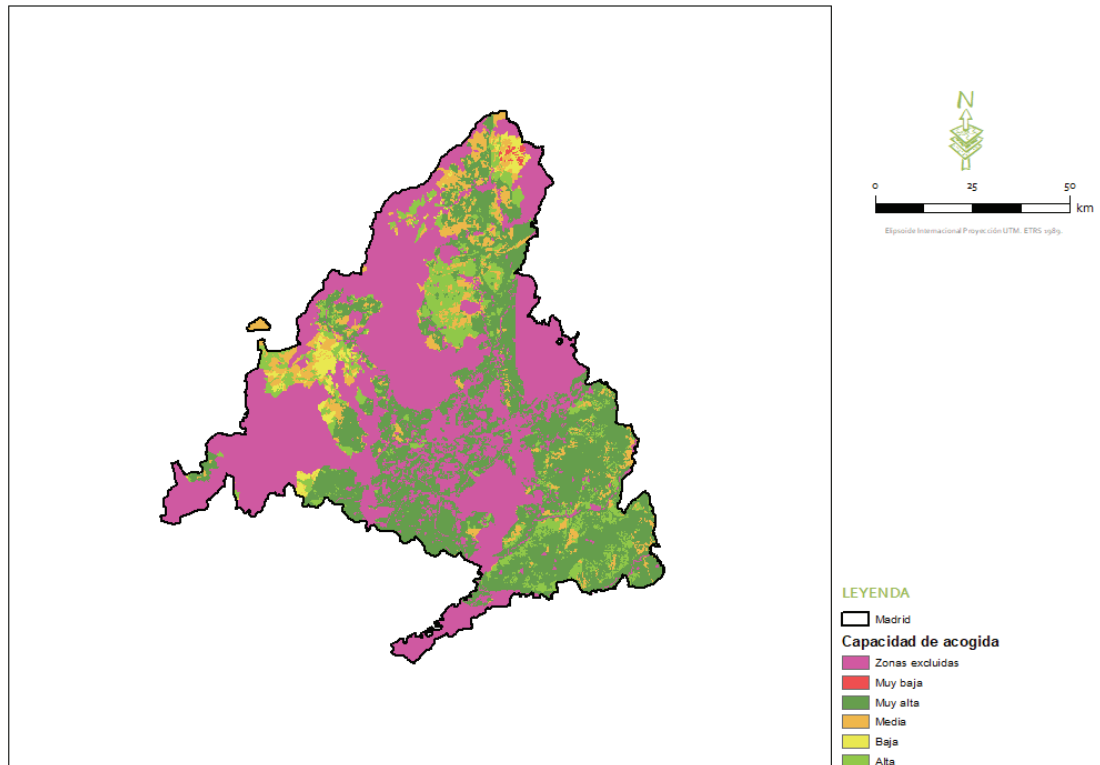 N
0 25 50
km
Elipsoide Internacional Proyección UTM. ETRS 1989.
LEYENDA
Madrid
Capacidad de acogida
Zonas excluidas
Muy baja
Muy alta
Media
Baja
Alta